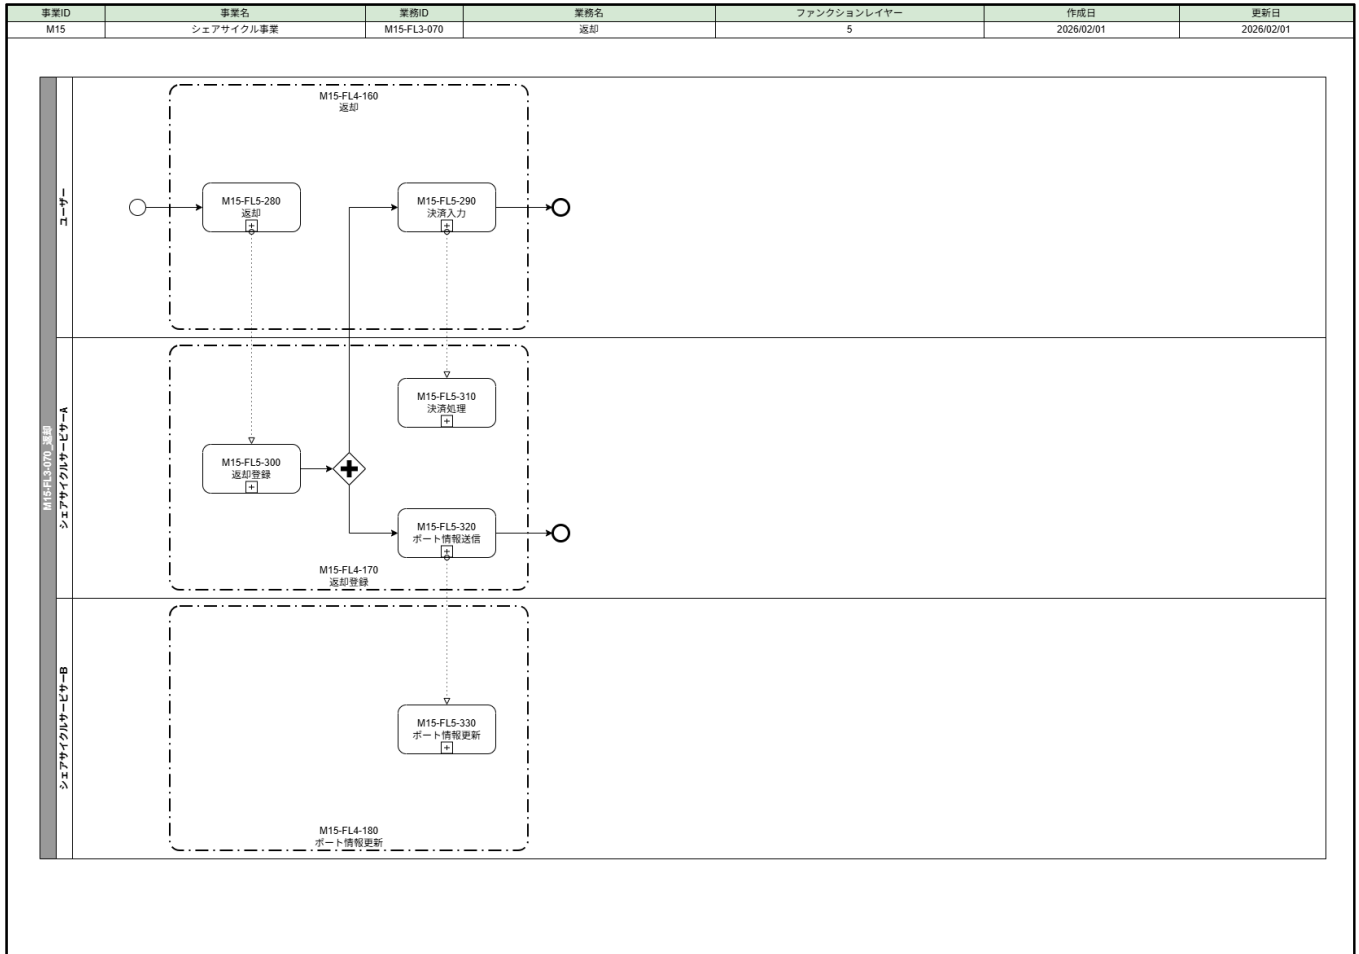 事業ID 事業名 業務ID 業務名 ファンクションレイヤー 作成日 更新日
M15 シェアサイクル事業 M15-FL3-070 返却 5 2026/02/01 2026/02/01
M15-FL3-070_返却
ユーザー
M15-FL4-160
返却
M15-FL5-280
返却
M15-FL5-290
決済入力
シェアサイクルサービサーA
M15-FL5-310
決済処理
M15-FL5-300
返却登録
M15-FL5-320
ポート情報送信
M15-FL4-170
返却登録
シェアサイクルサービサーB
M15-FL5-330
ポート情報更新
M15-FL4-180
ポート情報更新